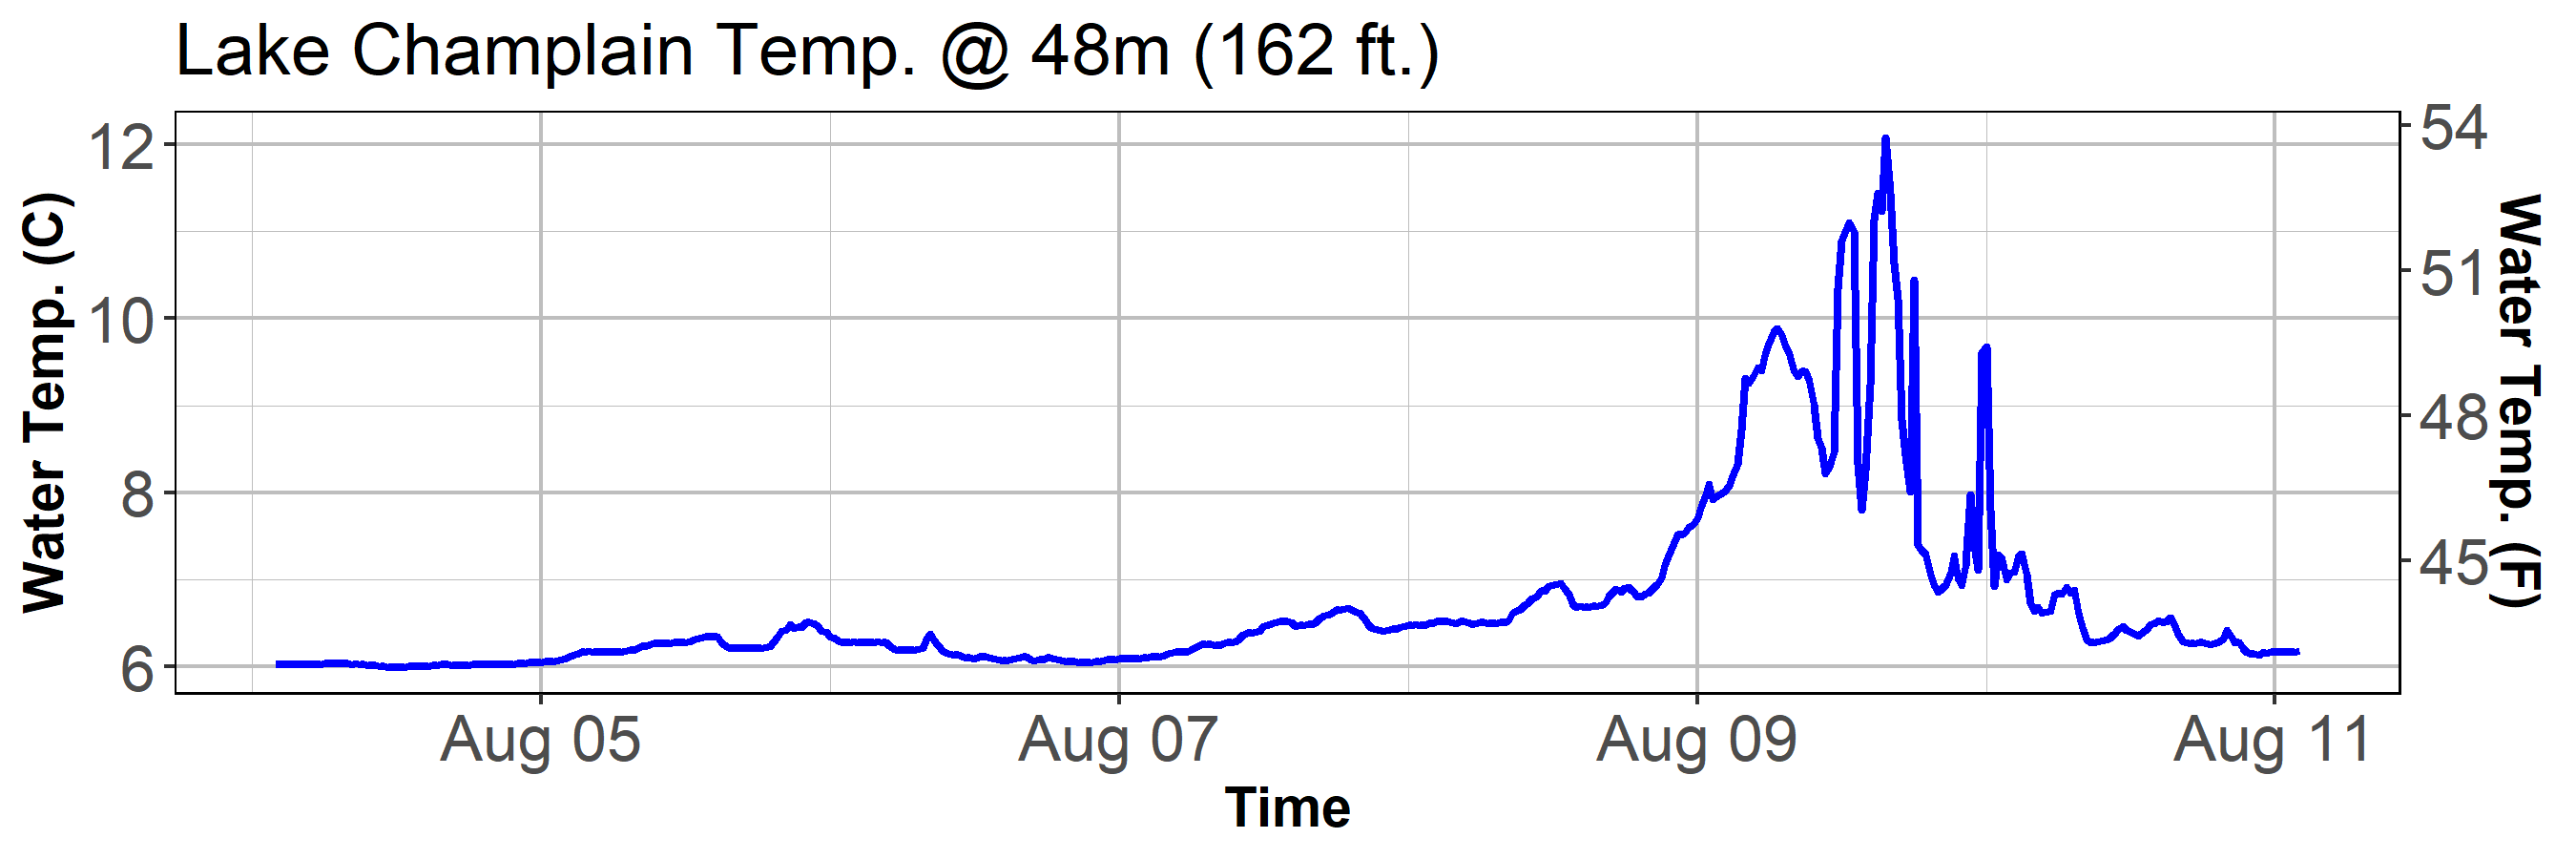 Lake Champlain Temp. @ 48m (162 ft.)
Water Temp. (C)
12
10
8
6
54
51
48
45
Water Temp. (F)
Aug 05
Aug 07
Aug 09
Aug 11
Time